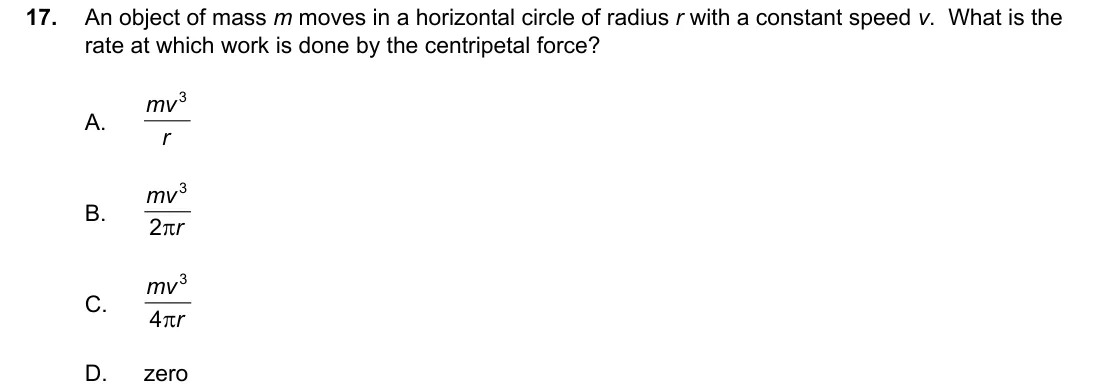 17. An object of mass m moves in a horizontal circle of radius r with a constant speed v. What is the
rate at which work is done by the centripetal force?
A. mv³/r
B. mv³/2πr
C. mv³/4πr
D. zero